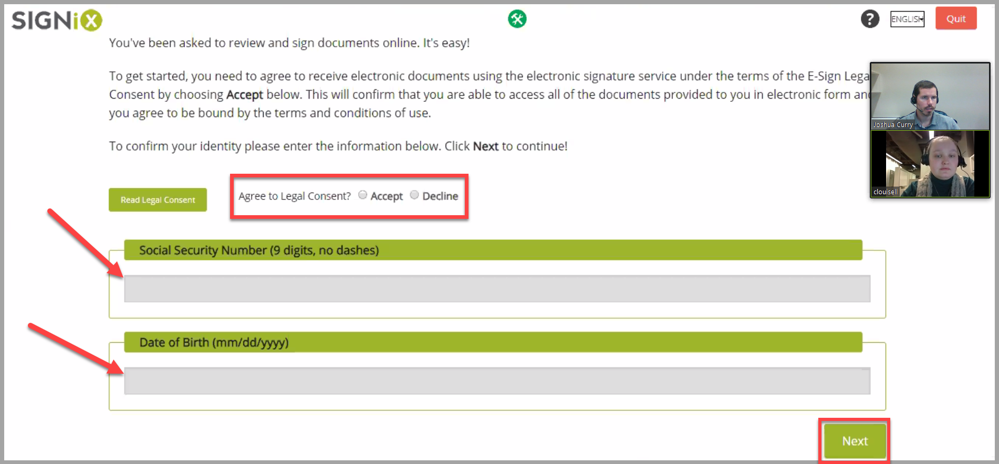 SIGNiX
ENGLISH
Quit
You've been asked to review and sign documents online. It's easy!
To get started, you need to agree to receive electronic documents using the electronic signature service under the terms of the E-Sign Lega
Consent by choosing Accept below. This will confirm that you are able to access all of the documents provided to you in electronic form and
you agree to be bound by the terms and conditions of use.
Joshua Curry
To confirm your identity please enter the information below. Click Next to continue!
clouisell
Read Legal Consent
Agree to Legal Consent? Accept Decline
Social Security Number (9 digits, no dashes)
Date of Birth (mm/dd/yyyy)
Next